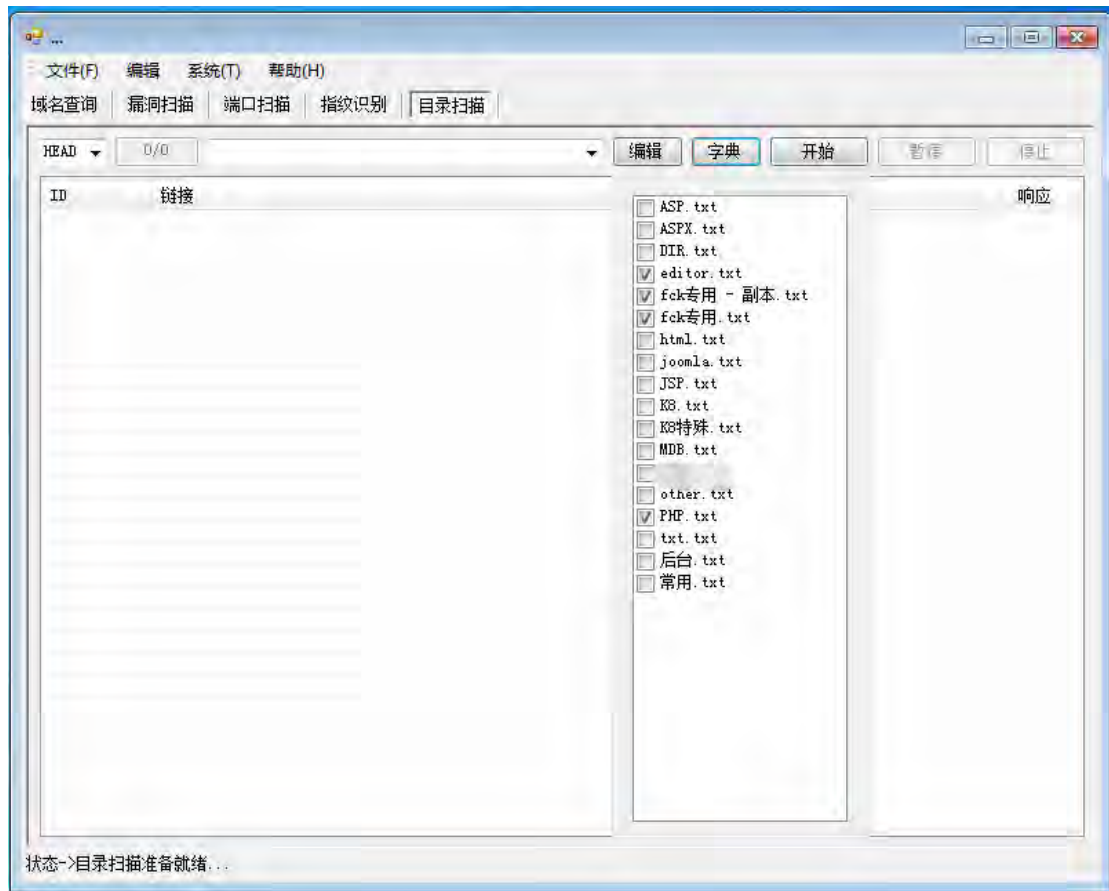 ...
文件(F) 编辑 系统(T) 帮助(H)
域名查询 漏洞扫描 端口扫描 指纹识别 目录扫描
HEAD 0/0 编辑 字典 开始 暂停 停止
ID 链接 响应
ASP.txt
ASPX.txt
DIR.txt
editor.txt
fck专用 - 副本.txt
fck专用.txt
html.txt
joomla.txt
JSP.txt
K8.txt
K8特殊.txt
MDB.txt
other.txt
PHP.txt
txt.txt
后台.txt
常用.txt
状态->目录扫描准备就绪...